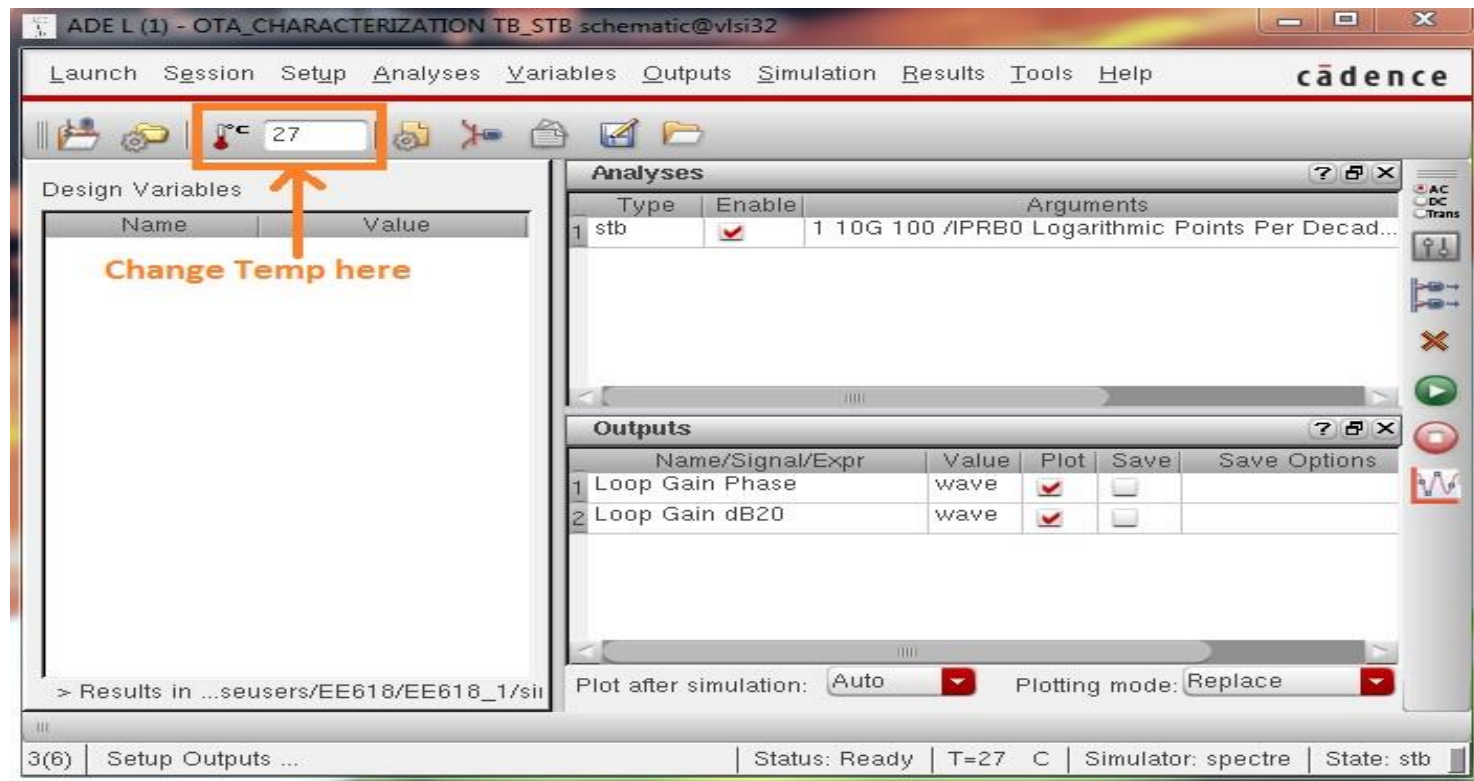 ADE L (1) - OTA_CHARACTERIZATION TB_STB schematic@vlsi32
Launch Session Setup Analyses Variables Outputs Simulation Results Tools Help cādence
°C 27
Design Variables
Name Value
Change Temp here
> Results in ...seusers/EE618/EE618_1/sin
Analyses
Type Enable Arguments
1 stb 1 10G 100 /IPRB0 Logarithmic Points Per Decad...
Outputs
Name/Signal/Expr Value Plot Save Save Options
1 Loop Gain Phase wave
2 Loop Gain dB20 wave
Plot after simulation: Auto Plotting mode: Replace
AC
DC
Trans
3(6) Setup Outputs ... Status: Ready T=27 C Simulator: spectre State: stb